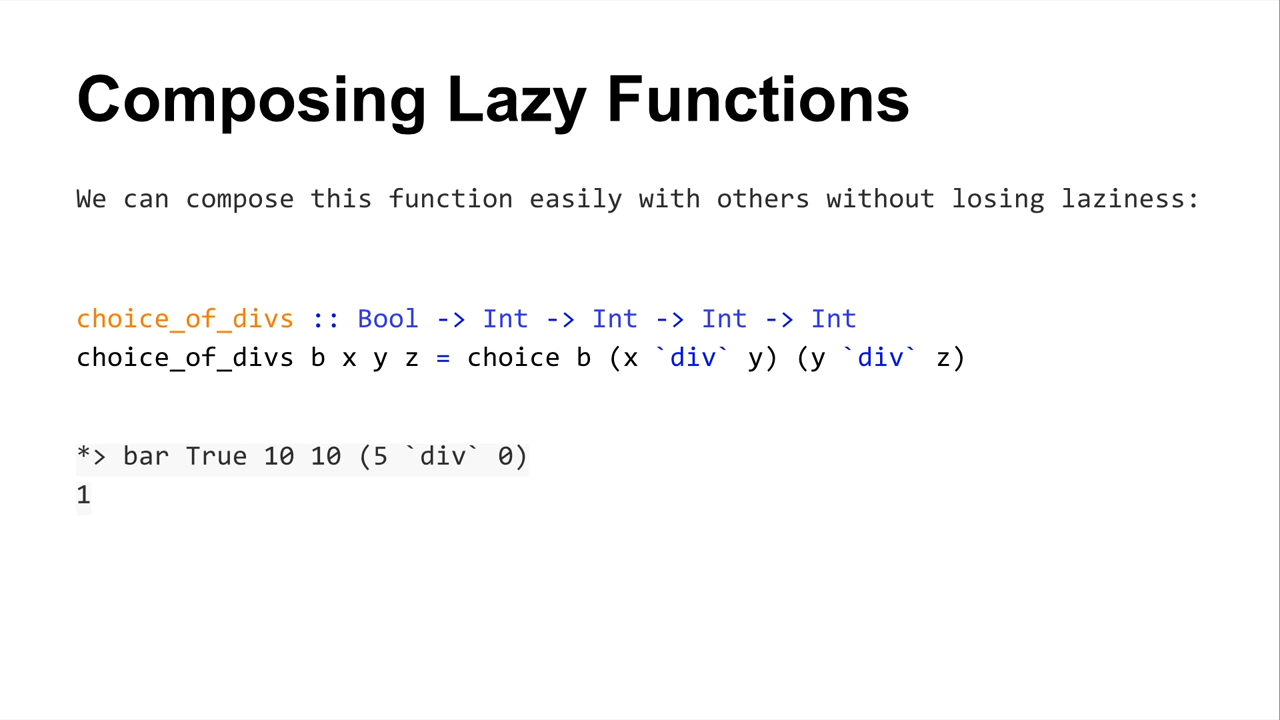 Composing Lazy Functions
We can compose this function easily with others without losing laziness:
choice_of_divs :: Bool -> Int -> Int -> Int -> Int
choice_of_divs b x y z = choice b (x `div` y) (y `div` z)
*> bar True 10 10 (5 `div` 0)
1